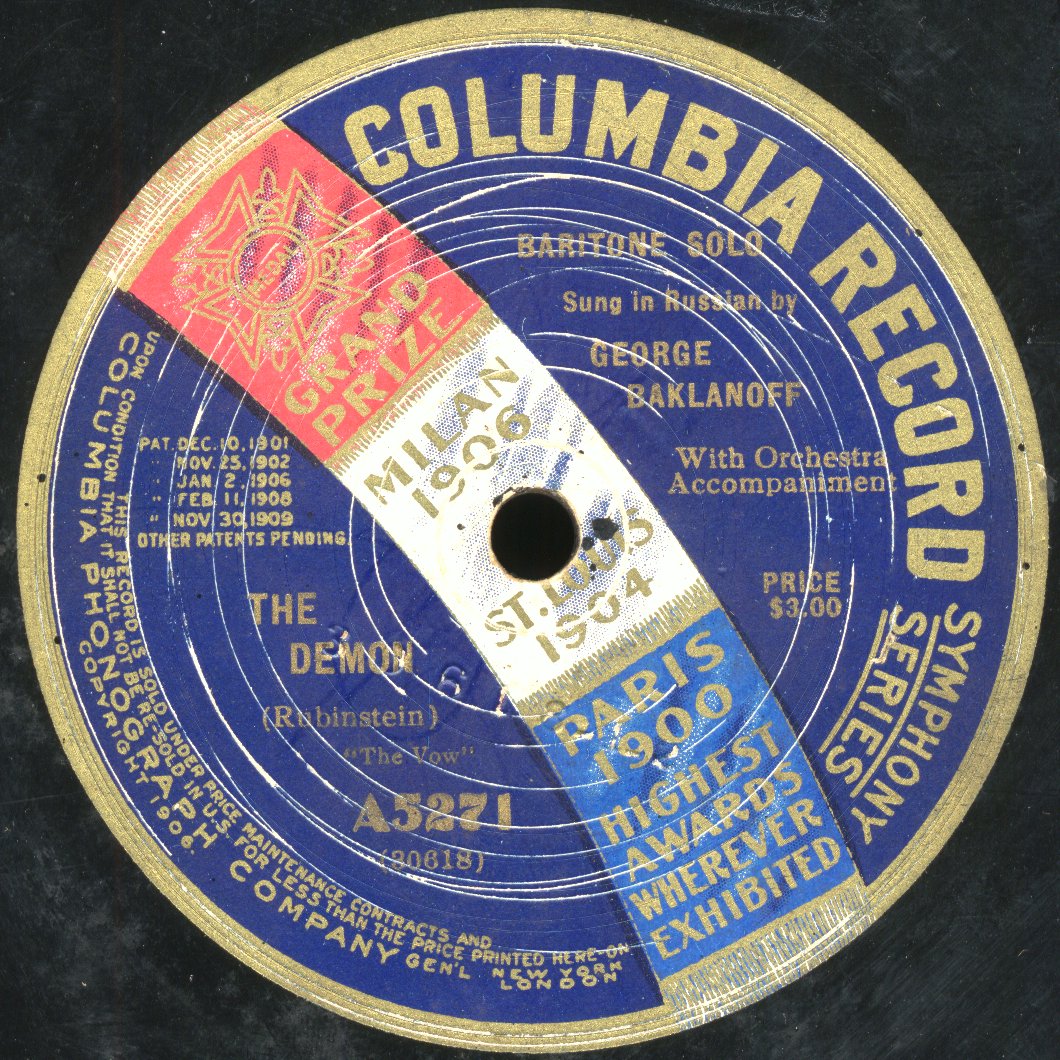 COLUMBIA RECORD
SYMPHONY
SERIES
BARITONE SOLO
Sung in Russian by
GEORGE
BAKLANOFF
With Orchestra
Accompaniment
PRICE
$3.00
GRAND
PRIZE
MILAN
1906
ST. LOUIS
1904
PARIS
1900
HIGHEST
AWARDS
WHEREVER
EXHIBITED
PAT. DEC. 10, 1901
" NOV. 25, 1902
" JAN. 2, 1906
" FEB. 11, 1908
" NOV. 30, 1909
OTHER PATENTS PENDING.
THE
DEMON
(Rubinstein)
"The Vow"
A5271
(30618)
THIS RECORD IS SOLD UNDER PRICE MAINTENANCE CONTRACTS AND
UPON CONDITION THAT IT SHALL NOT BE RE-SOLD IN U.S. FOR LESS THAN THE PRICE PRINTED HERE-ON
COLUMBIA PHONOGRAPH COMPANY GEN'L NEW YORK
LONDON
COPYRIGHT 1906.